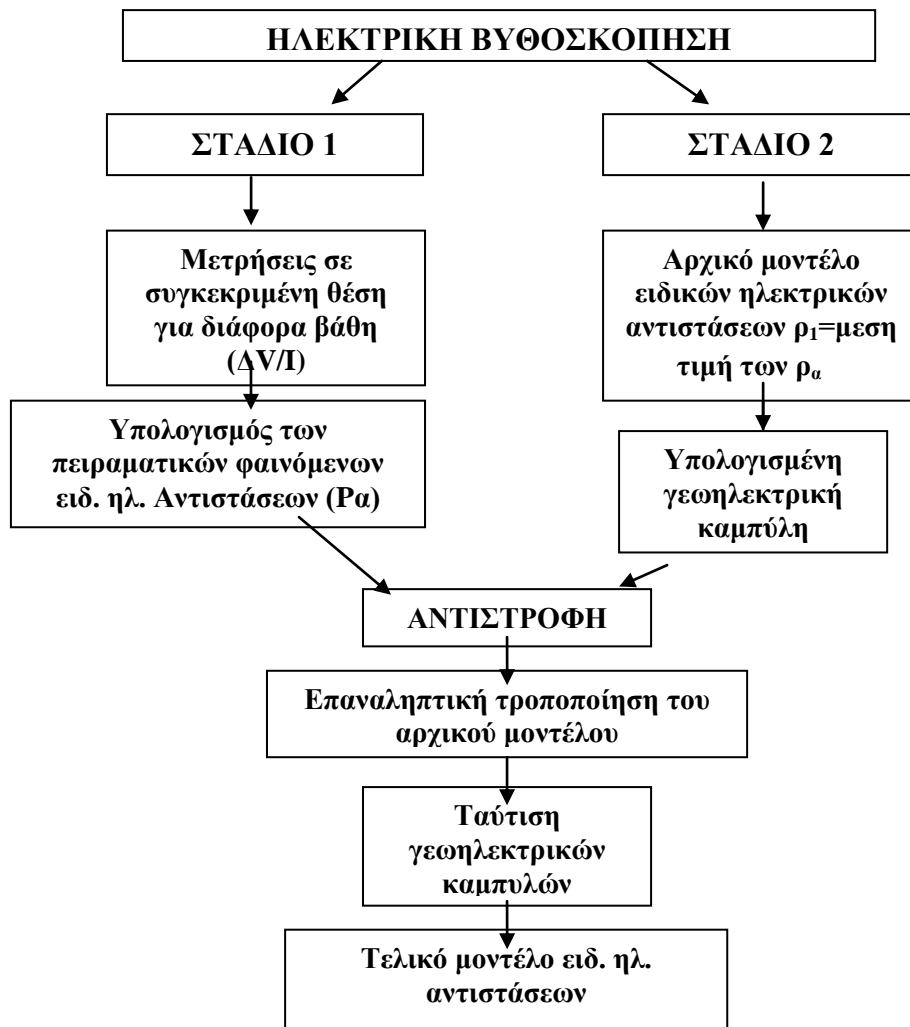 ΗΛΕΚΤΡΙΚΗ ΒΥΘΟΣΚΟΠΗΣΗ
ΣΤΑΔΙΟ 1
ΣΤΑΔΙΟ 2
Μετρήσεις σε
συγκεκριμένη θέση
για διάφορα βάθη
(ΔV/I)
Αρχικό μοντέλο
ειδικών ηλεκτρικών
αντιστάσεων ρ₁=μεση
τιμή των ρα
Υπολογισμός των
πειραματικών φαινόμενων
ειδ. ηλ. Αντιστάσεων (Ρα)
Υπολογισμένη
γεωηλεκτρική
καμπύλη
ΑΝΤΙΣΤΡΟΦΗ
Επαναληπτική τροποποίηση του
αρχικού μοντέλου
Ταύτιση
γεωηλεκτρικών
καμπυλών
Τελικό μοντέλο ειδ. ηλ.
αντιστάσεων